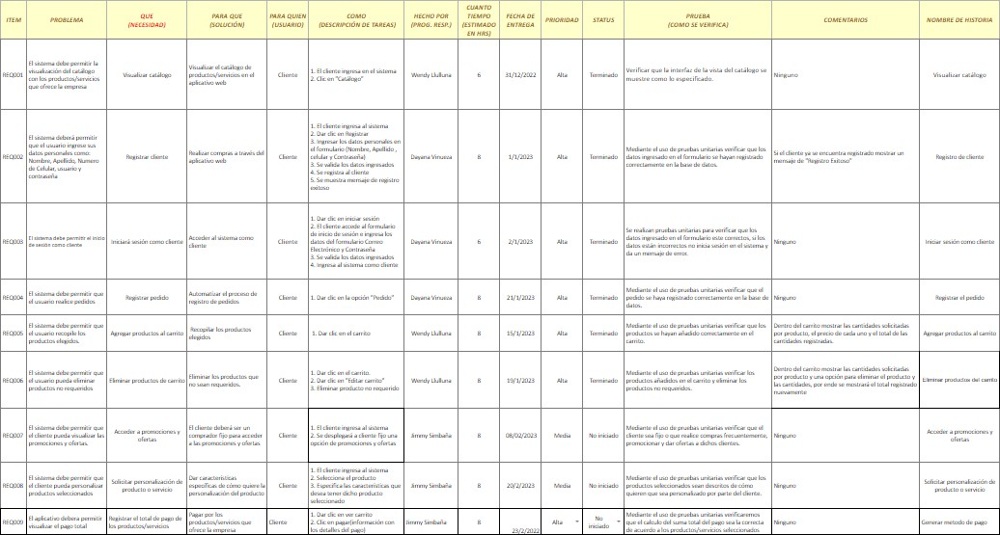 ITEM
PROBLEMA
QUE
(NECESIDAD)
PARA QUE
(SOLUCIÓN)
PARA QUIEN
(USUARIO)
COMO
(DESCRIPCIÓN DE TAREAS)
HECHO POR
(PROG. RESP.)
CUANTO
TIEMPO
(ESTIMADO
EN HRS)
FECHA DE
ENTREGA
PRIORIDAD
STATUS
PRUEBA
(COMO SE VERIFICA)
COMENTARIOS
NOMBRE DE HISTORIA
REQ001
El sistema debe permitir la
visualización del catálogo
con los productos/servicios
que ofrece la empresa
Visualizar catálogo
Visualizar el catálogo de
productos/servicios en el
aplicativo web
Cliente
1. El cliente ingresa en el sistema
2. Clic en "Catálogo"
Wendy Llulluna
6
31/12/2022
Alta
Terminado
Verificar que la interfaz de la vista del catálogo se
muestre como lo especificado.
Ninguno
Visualizar catálogo
REQ002
El sistema deberá permitir
que el usuario ingrese sus
datos personales como:
Nombre, Apellido, Numero
de Celular, usuario y
contraseña
Registrar cliente
Realizar compras a través del
aplicativo web
Cliente
1. El cliente ingresa al sistema
2. Dar clic en Registrar
3. Ingresar los datos personales en
el formulario (Nombre, Apellido ,
celular y Contraseña)
3. Se valida los datos ingresados
4. Se registra al cliente
5. Se muestra mensaje de registro
exitoso
Dayana Vinueza
8
1/1/2023
Alta
Terminado
Mediante el uso de pruebas unitarias verificar que los
datos ingresado en el formulario se hayan registrado
correctamente en la base de datos.
Si el cliente ya se encuentra registrado mostrar un
mensaje de "Registro Exitoso"
Registro de cliente
REQ003
El sistema debe permitir el inicio
de sesión como cliente
Iniciará sesión como cliente
Acceder al sistema como
cliente
Cliente
1. Dar clic en iniciar sesión
2. El cliente accede al formulario
de inicio de sesión e ingresa los
datos del formulario Correo
Electrónico y Contraseña
3. Se valida los datos ingresados
4. Ingresa al sistema como cliente
Dayana Vinueza
6
2/1/2023
Alta
Terminado
Se realizan pruebas unitarias para verificar que los
datos ingresado en el formulario este correctos, si los
datos están incorrectos no inicia sesión en el sistema y
da un mensaje de error.
Ninguno
Iniciar sesión como cliente
REQ004
El sistema debe permitir que
el usuario realice pedidos
Registrar pedido
Automatizar el proceso de
registro de pedidos
Cliente
1. Dar clic en la opción "Pedido"
Dayana Vinueza
8
21/1/2023
Alta
Terminado
Mediante el uso de pruebas unitarias verificar que el
pedido se haya registrado correctamente en la base de
datos.
Ninguno
Registrar el pedido
REQ005
El sistema debe permitir que
el usuario recopile los
productos elegidos.
Agregar productos al carrito
Recopilar los productos
elegidos
Cliente
1. Dar clic en el carrito
Wendy Llulluna
8
15/1/2023
Alta
Terminado
Mediante el uso de pruebas unitarias verificar que los
productos se hayan añadido correctamente en el
carrito.
Dentro del carrito mostrar las cantidades solicitadas
por producto, el precio de cada uno y el total de las
cantidades registradas.
Agregar productos al carrito
REQ006
El sistema debe permitir que
el usuario pueda eliminar
productos no requeridos
Eliminar productos de carrito
Eliminar los productos que
no sean requeridos.
Cliente
1. Dar clic en el carrito.
2. Dar clic en "Editar carrito"
3. Eliminar producto no requerido
Wendy Llulluna
8
19/1/2023
Alta
Terminado
Mediante el uso de pruebas unitarias verificar los
productos añadidos en el carrito y eliminar los
productos no requeridos.
Dentro del carrito mostrar las cantidades solicitadas
por producto y una opción para eliminar el producto y
las cantidades, por ende se mostrará el total registrado
nuevamente
Eliminar productos del carrito
REQ007
El sistema debe permitir que
el cliente pueda visualizar las
promociones y ofertas.
Acceder a promociones y
ofertas
El cliente deberá ser un
comprador fijo para acceder
a las promociones y ofertas
Cliente
1. El cliente ingresa al sistema
2. Se desplegará a cliente fijo una
opción de promociones y ofertas
Jimmy Simbaña
8
08/02/2023
Media
No iniciado
Mediante el uso de pruebas unitarias verificar que el
cliente sea fijo o que realice compras frecuentemente,
promocionar y dar ofertas a dichos clientes.
Ninguno
Acceder a promociones y
ofertas
REQ008
El sistema debe permitir que
el cliente pueda personalizar
productos seleccionados
Solicitar personalización de
producto o servicio
Dar características
específicas de cómo quiere la
personalización del producto
Cliente
1. El cliente ingresa al sistema
2. Selecciona el producto
3. Especifica las características que
desea tener dicho producto
seleccionado
Jimmy Simbaña
8
20/2/2023
Media
No iniciado
Mediante el uso de pruebas unitarias verificar que los
productos seleccionados sean descritos de cómo
quieren que sea personalizado por parte del cliente.
Ninguno
Solicitar personalización de
producto o servicio
REQ009
El aplicativo deberá permitir
visualizar el pago total
Registrar el total de pago de
los productos/servicios
Pagar por los
productos/servicios que
ofrece la empresa
Cliente
1. Dar clic en ver carrito
2. Clic en pagar(información con
los detalles del pago)
Jimmy Simbaña
8
23/2/2022
Alta
No
iniciado
Mediante el uso de pruebas unitarias verificaremos
que el calculo del suma total del pago sea la correcta
de acuerdo a los productos/servicios seleccionados
Ninguno
Generar metodo de pago